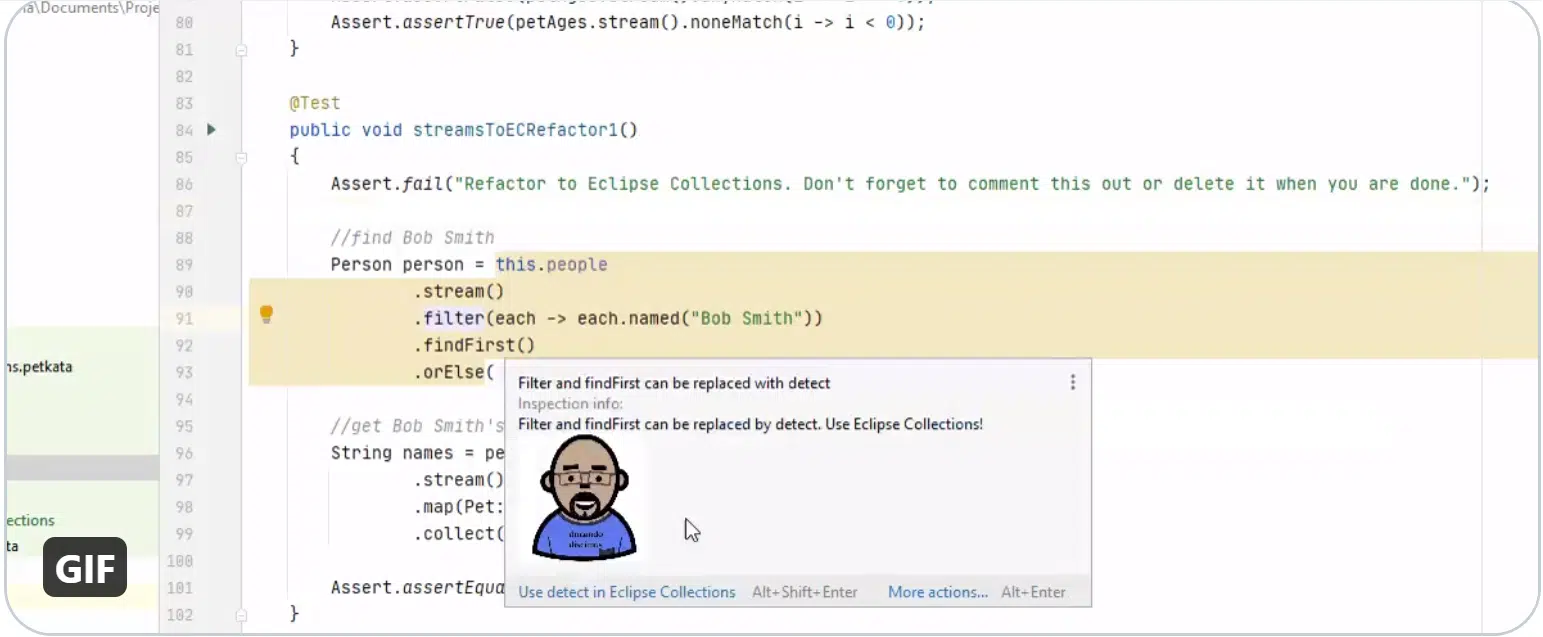 a\Documents\Proje
80 Assert.assertTrue(petAges.stream().noneMatch(i -> i < 0));
81 }
82
83 @Test
84 public void streamsToECRefactor1()
85 {
86 Assert.fail("Refactor to Eclipse Collections. Don't forget to comment this out or delete it when you are done.");
87
88 //find Bob Smith
89 Person person = this.people
90 .stream()
91 .filter(each -> each.named("Bob Smith"))
92 .findFirst()
93 .orElse(
94
95 //get Bob Smith's
96 String names = pe
97 .stream()
98 .map(Pet:
99 .collect(
100
101 Assert.assertEqua
102 }
ns.petkata
ections
ta
GIF
Filter and findFirst can be replaced with detect
Inspection info:
Filter and findFirst can be replaced by detect. Use Eclipse Collections!
Use detect in Eclipse Collections Alt+Shift+Enter More actions... Alt+Enter